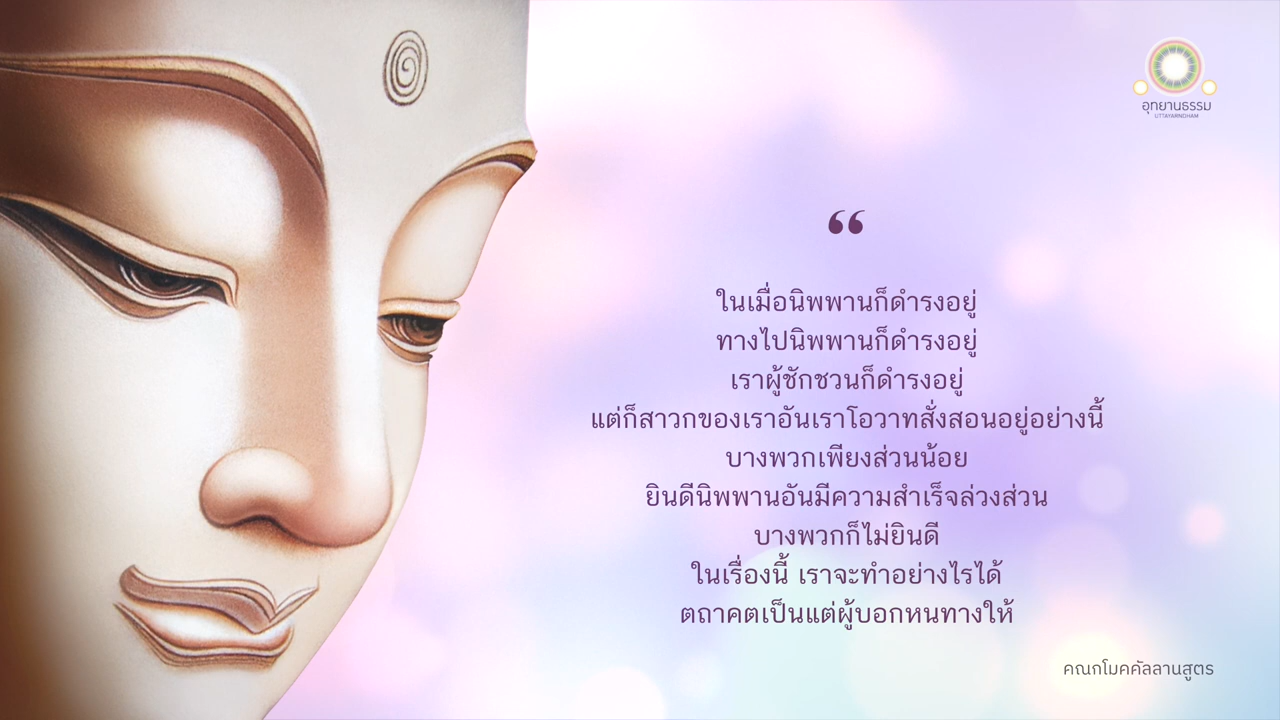 อุทยานธรรม
UTTAYARNDHAM
“
ในเมื่อนิพพานก็ดำรงอยู่
ทางไปนิพพานก็ดำรงอยู่
เราผู้ชักชวนก็ดำรงอยู่
แต่ก็สาวกของเราอันเราโอวาทสั่งสอนอยู่อย่างนี้
บางพวกเพียงส่วนน้อย
ยินดีนิพพานอันมีความสำเร็จล่วงส่วน
บางพวกก็ไม่ยินดี
ในเรื่องนี้ เราจะทำอย่างไรได้
ตถาคตเป็นแต่ผู้บอกหนทางให้
คณกโมคคัลลานสูตร